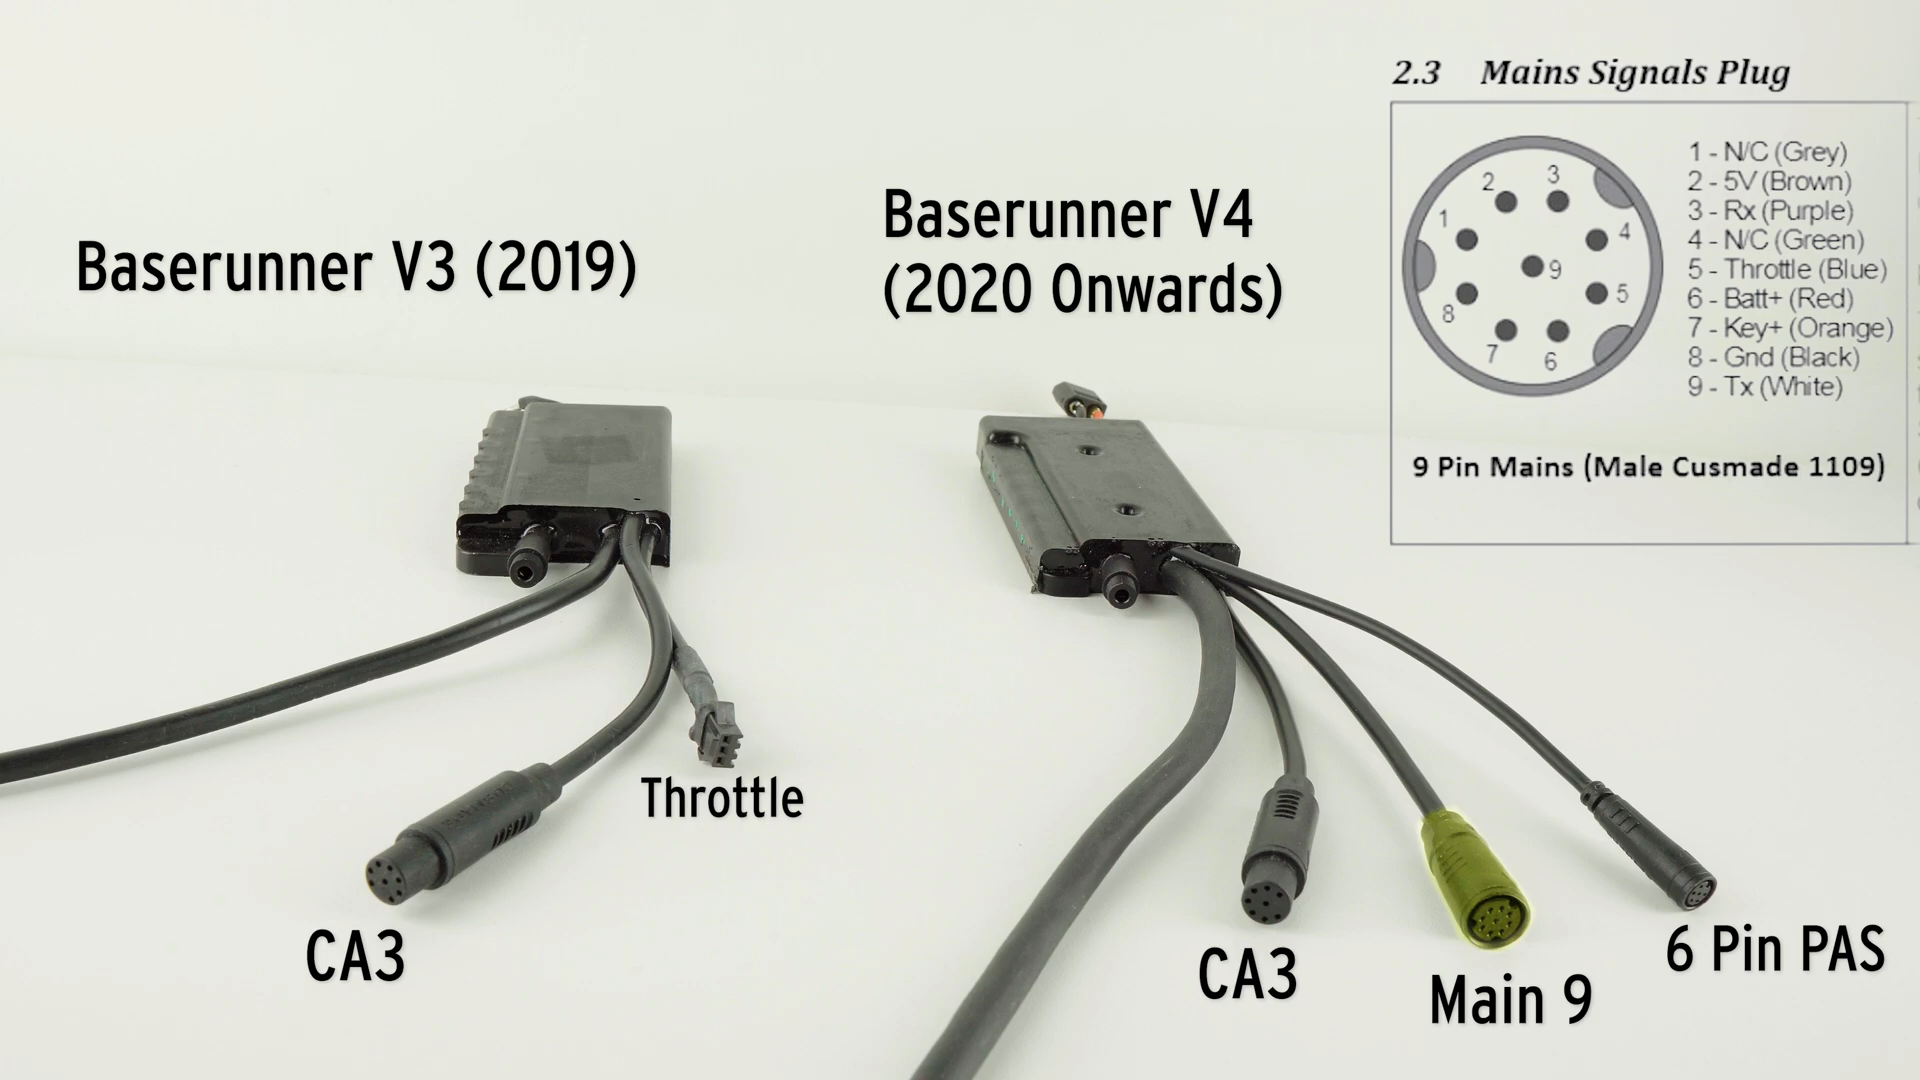 Baserunner V3 (2019)
Throttle
CA3
Baserunner V4
(2020 Onwards)
CA3
Main 9
6 Pin PAS
2.3 Mains Signals Plug
1
2
3
4
5
6
7
8
9
1 - N/C (Grey)
2 - 5V (Brown)
3 - Rx (Purple)
4 - N/C (Green)
5 - Throttle (Blue)
6 - Batt+ (Red)
7 - Key+ (Orange)
8 - Gnd (Black)
9 - Tx (White)
9 Pin Mains (Male Cusmade 1109)